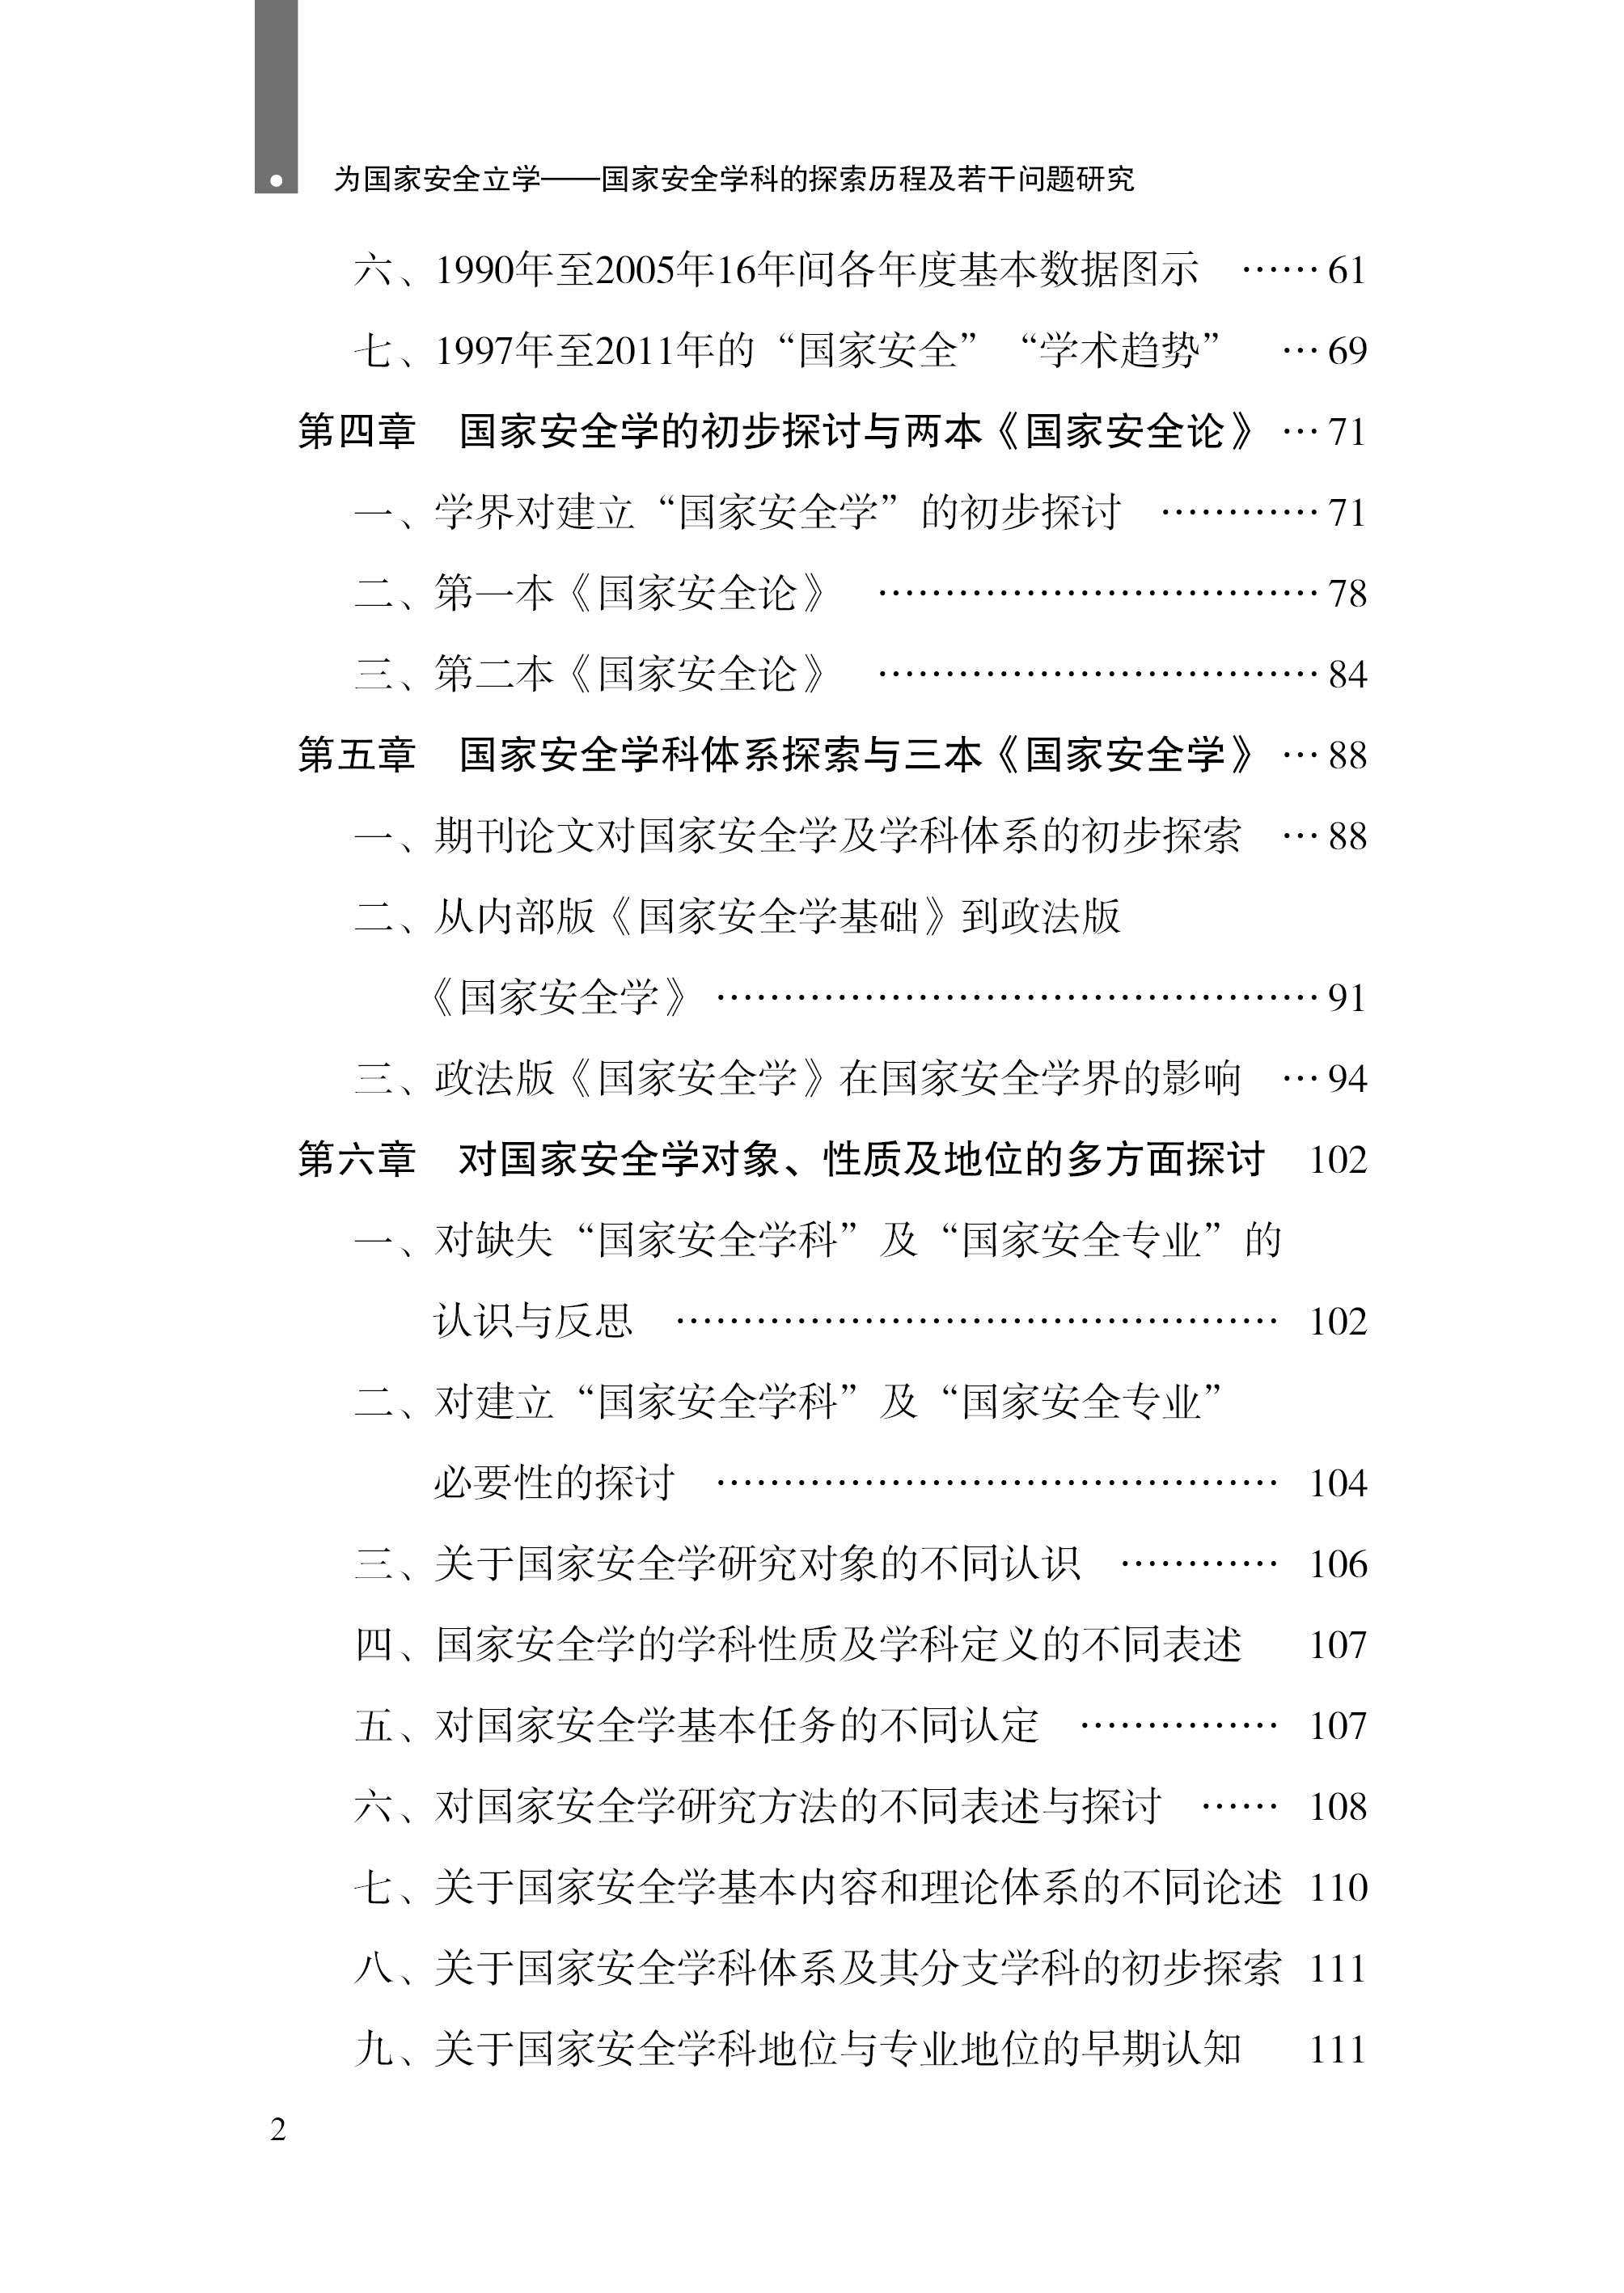 为国家安全立学——国家安全学科的探索历程及若干问题研究
六、1990年至2005年16年间各年度基本数据图示 ……61
七、1997年至2011年的“国家安全”“学术趋势” …69
第四章 国家安全学的初步探讨与两本《国家安全论》…71
一、学界对建立“国家安全学”的初步探讨 …………71
二、第一本《国家安全论》 ………………………………78
三、第二本《国家安全论》 ………………………………84
第五章 国家安全学科体系探索与三本《国家安全学》…88
一、期刊论文对国家安全学及学科体系的初步探索 …88
二、从内部版《国家安全学基础》到政法版
《国家安全学》……………………………………………91
三、政法版《国家安全学》在国家安全学界的影响 …94
第六章 对国家安全学对象、性质及地位的多方面探讨 102
一、对缺失“国家安全学科”及“国家安全专业”的
认识与反思 ………………………………………… 102
二、对建立“国家安全学科”及“国家安全专业”
必要性的探讨 ……………………………………… 104
三、关于国家安全学研究对象的不同认识 ………… 106
四、国家安全学的学科性质及学科定义的不同表述 107
五、对国家安全学基本任务的不同认定 …………… 107
六、对国家安全学研究方法的不同表述与探讨 …… 108
七、关于国家安全学基本内容和理论体系的不同论述 110
八、关于国家安全学科体系及其分支学科的初步探索 111
九、关于国家安全学科地位与专业地位的早期认知 111
2